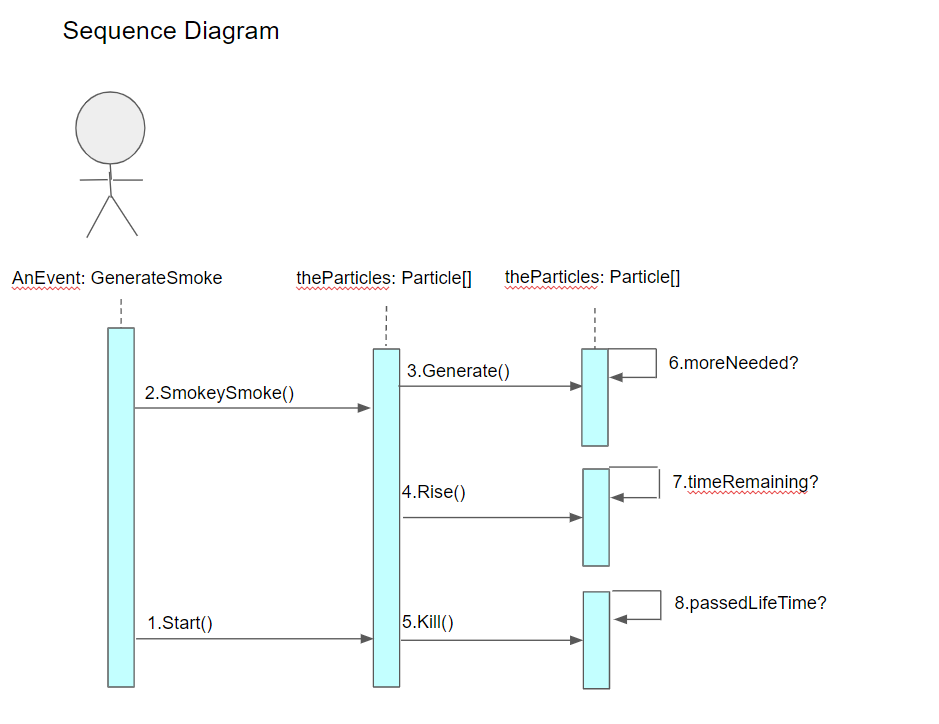 Sequence Diagram
AnEvent: GenerateSmoke
theParticles: Particle[]
theParticles: Particle[]
6.moreNeeded?
3.Generate()
2.SmokeySmoke()
7.timeRemaining?
4.Rise()
8.passedLifeTime?
1.Start()
5.Kill()